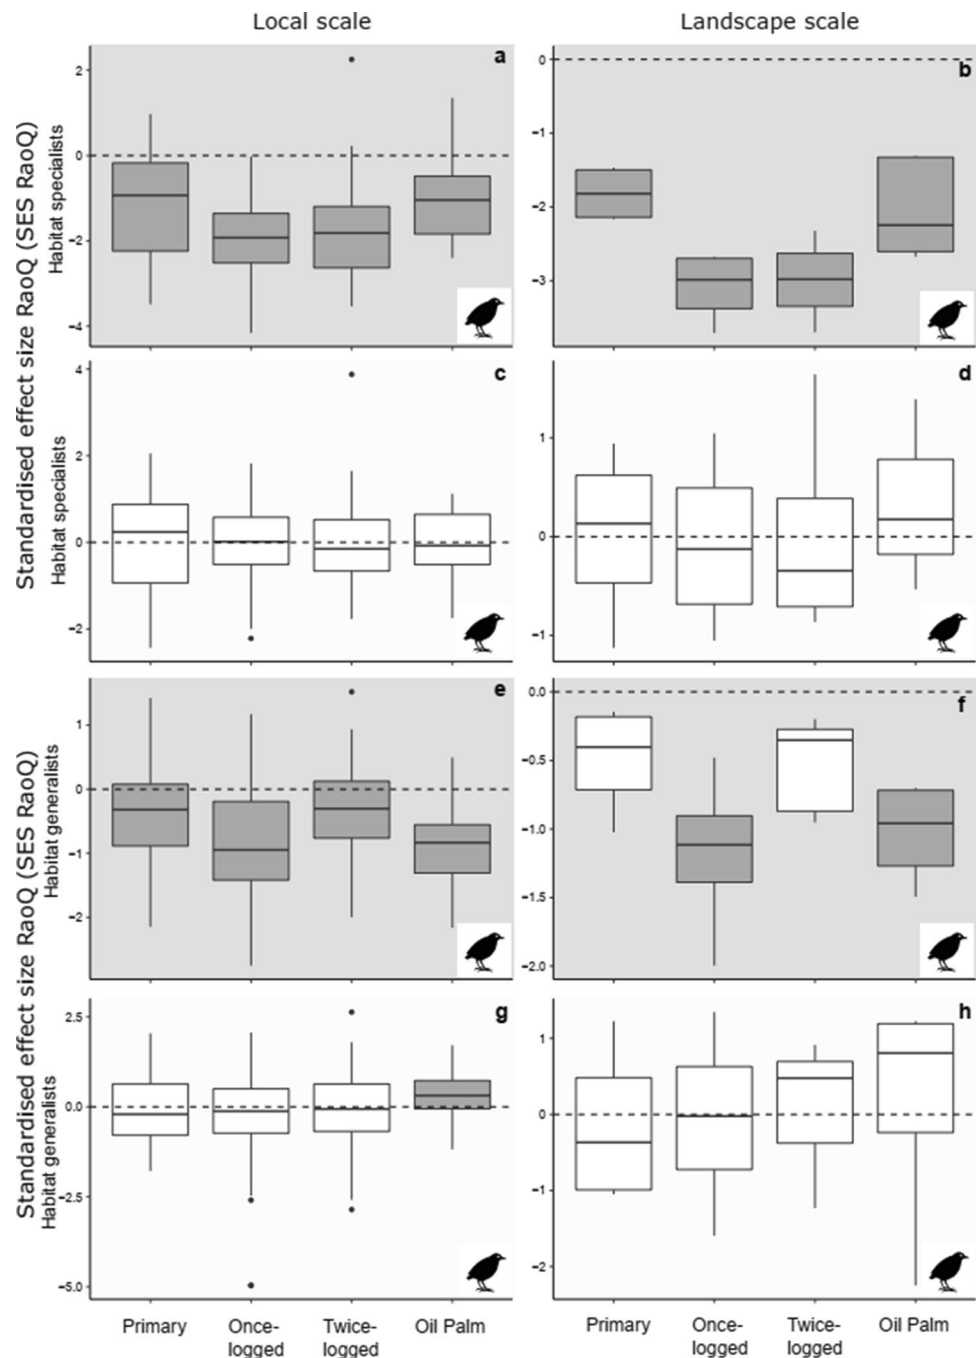 Local scale
Landscape scale
Standardised effect size RaoQ (SES RaoQ)
Habitat specialists
a
2
0
−2
−4
b
0
−1
−2
−3
Habitat specialists
c
4
2
0
−2
d
1
0
−1
Standardised effect size RaoQ (SES RaoQ)
Habitat generalists
e
1
0
−1
−2
f
0.0
−0.5
−1.0
−1.5
−2.0
Habitat generalists
g
2.5
0.0
−2.5
−5.0
h
1
0
−1
−2
Primary
Once-
logged
Twice-
logged
Oil Palm
Primary
Once-
logged
Twice-
logged
Oil Palm